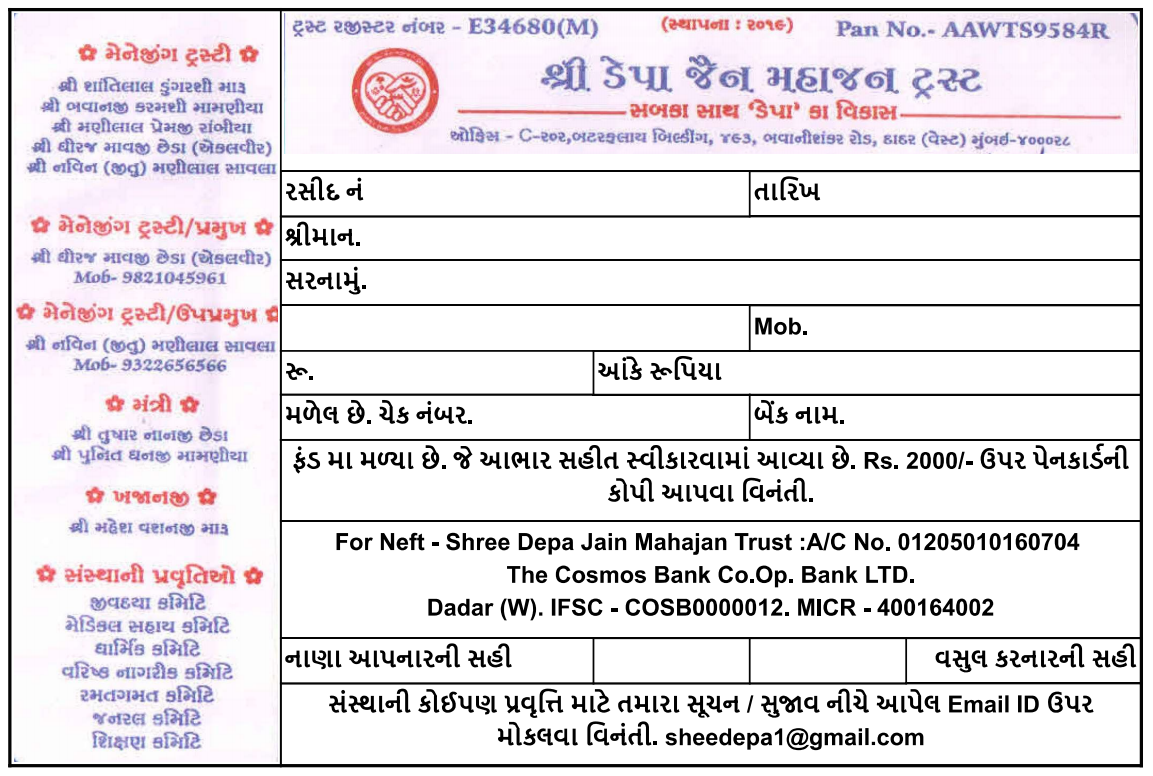 ✿ મેનેજીંગ ટ્રસ્ટી ✿
શ્રી શાંતિલાલ ડુંગરશી મારૂ
શ્રી બવાનજી કરમશી મામણીયા
શ્રી મણીલાલ પ્રેમજી રાંભીયા
શ્રી ધીરજ માવજી છેડા (એકલવીર)
શ્રી નવિન (જીતુ) મણીલાલ સાવલા
✿ મેનેજીંગ ટ્રસ્ટી/પ્રમુખ ✿
શ્રી ધીરજ માવજી છેડા (એકલવીર)
Mob- 9821045961
✿ મેનેજીંગ ટ્રસ્ટી/ઉપપ્રમુખ ✿
શ્રી નવિન (જીતુ) મણીલાલ સાવલા
Mob- 9322656566
✿ મંત્રી ✿
શ્રી તુષાર નાનજી છેડા
શ્રી પુનિત ધનજી મામણીયા
✿ ખજાનજી ✿
શ્રી મહેશ વશનજી મારૂ
✿ સંસ્થાની પ્રવૃતિઓ ✿
જીવદયા કમિટિ
મેડિકલ સહાય કમિટિ
ધાર્મિક કમિટિ
વરિષ્ક નાગરીક કમિટિ
રમતગમત કમિટિ
જનરલ કમિટિ
શિક્ષણ કમિટિ
ટ્રસ્ટ રજીસ્ટર નંબર - E34680(M) (સ્થાપના : ૨૦૧૯) Pan No.- AAWTS9584R
શ્રી ડેપા જૈન મહાજન ટ્રસ્ટ
સબકા સાથ ‘ડેપા’ કા વિકાસ
ઓફિસ - C-૨૦૨,બટરફલાય બિલ્ડીંગ, ૪૬૩, ભવાનીશંકર રોડ, દાદર (વેસ્ટ) મુંબઈ-૪૦૦૦૨૮
રસીદ નં તારિખ
શ્રીમાન.
સરનામું.
Mob.
રૂ. આંકે રૂપિયા
મળેલ છે. ચેક નંબર. બેંક નામ.
ફંડ મા મળ્યા છે. જે આભાર સહીત સ્વીકારવામાં આવ્યા છે. Rs. 2000/- ઉપર પેનકાર્ડની
કોપી આપવા વિનંતી.
For Neft - Shree Depa Jain Mahajan Trust :A/C No. 01205010160704
The Cosmos Bank Co.Op. Bank LTD.
Dadar (W). IFSC - COSB0000012. MICR - 400164002
નાણા આપનારની સહી વસુલ કરનારની સહી
સંસ્થાની કોઈપણ પ્રવૃત્તિ માટે તમારા સૂચન / સુજાવ નીચે આપેલ Email ID ઉપર
મોકલવા વિનંતી. sheedepa1@gmail.com